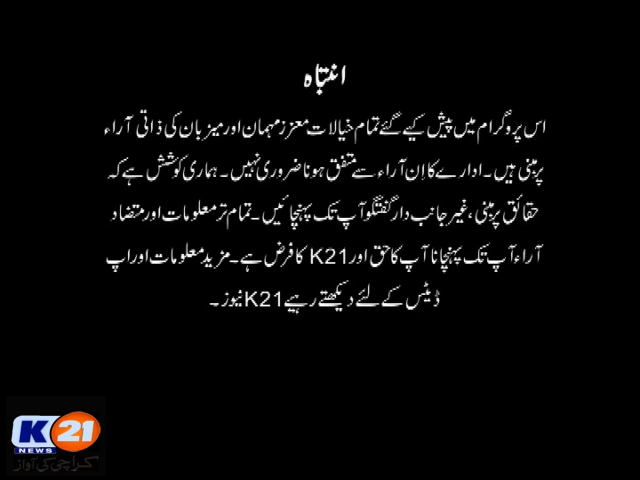 انتباہ
اس پروگرام میں پیش کیے گئے تمام خیالات معزز مہمان اور میزبان کی ذاتی آراء
پر مبنی ہیں۔ ادارے کا اِن آراء سے متفق ہونا ضروری نہیں۔ ہماری کوشش ہے کہ
حقائق پر مبنی، غیر جانب دار گفتگو آپ تک پہنچائیں۔ تمام تر معلومات اور متضاد
آراء آپ تک پہنچانا آپ کا حق اور K21 کا فرض ہے۔ مزید معلومات اور اپ
ڈیٹس کے لئے دیکھتے رہیے K21 نیوز۔
K21
NEWS
کراچی کی آواز